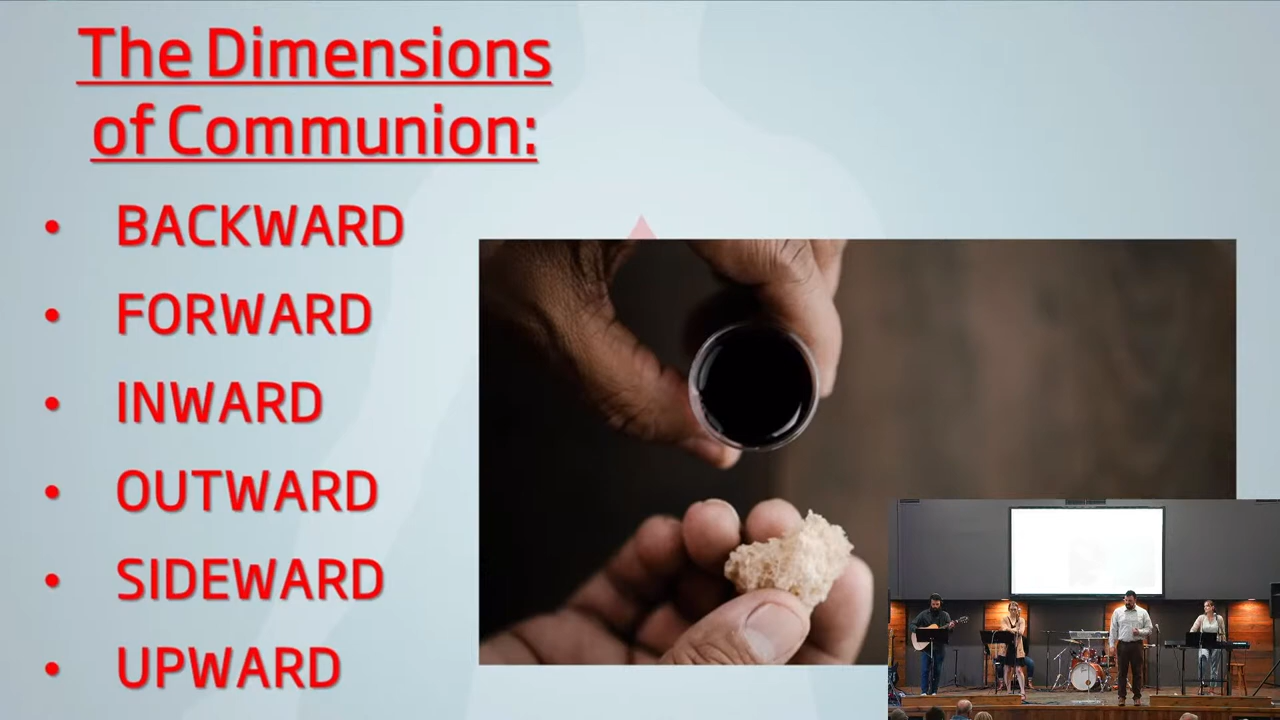 The Dimensions
of Communion:
• BACKWARD
• FORWARD
• INWARD
• OUTWARD
• SIDEWARD
• UPWARD